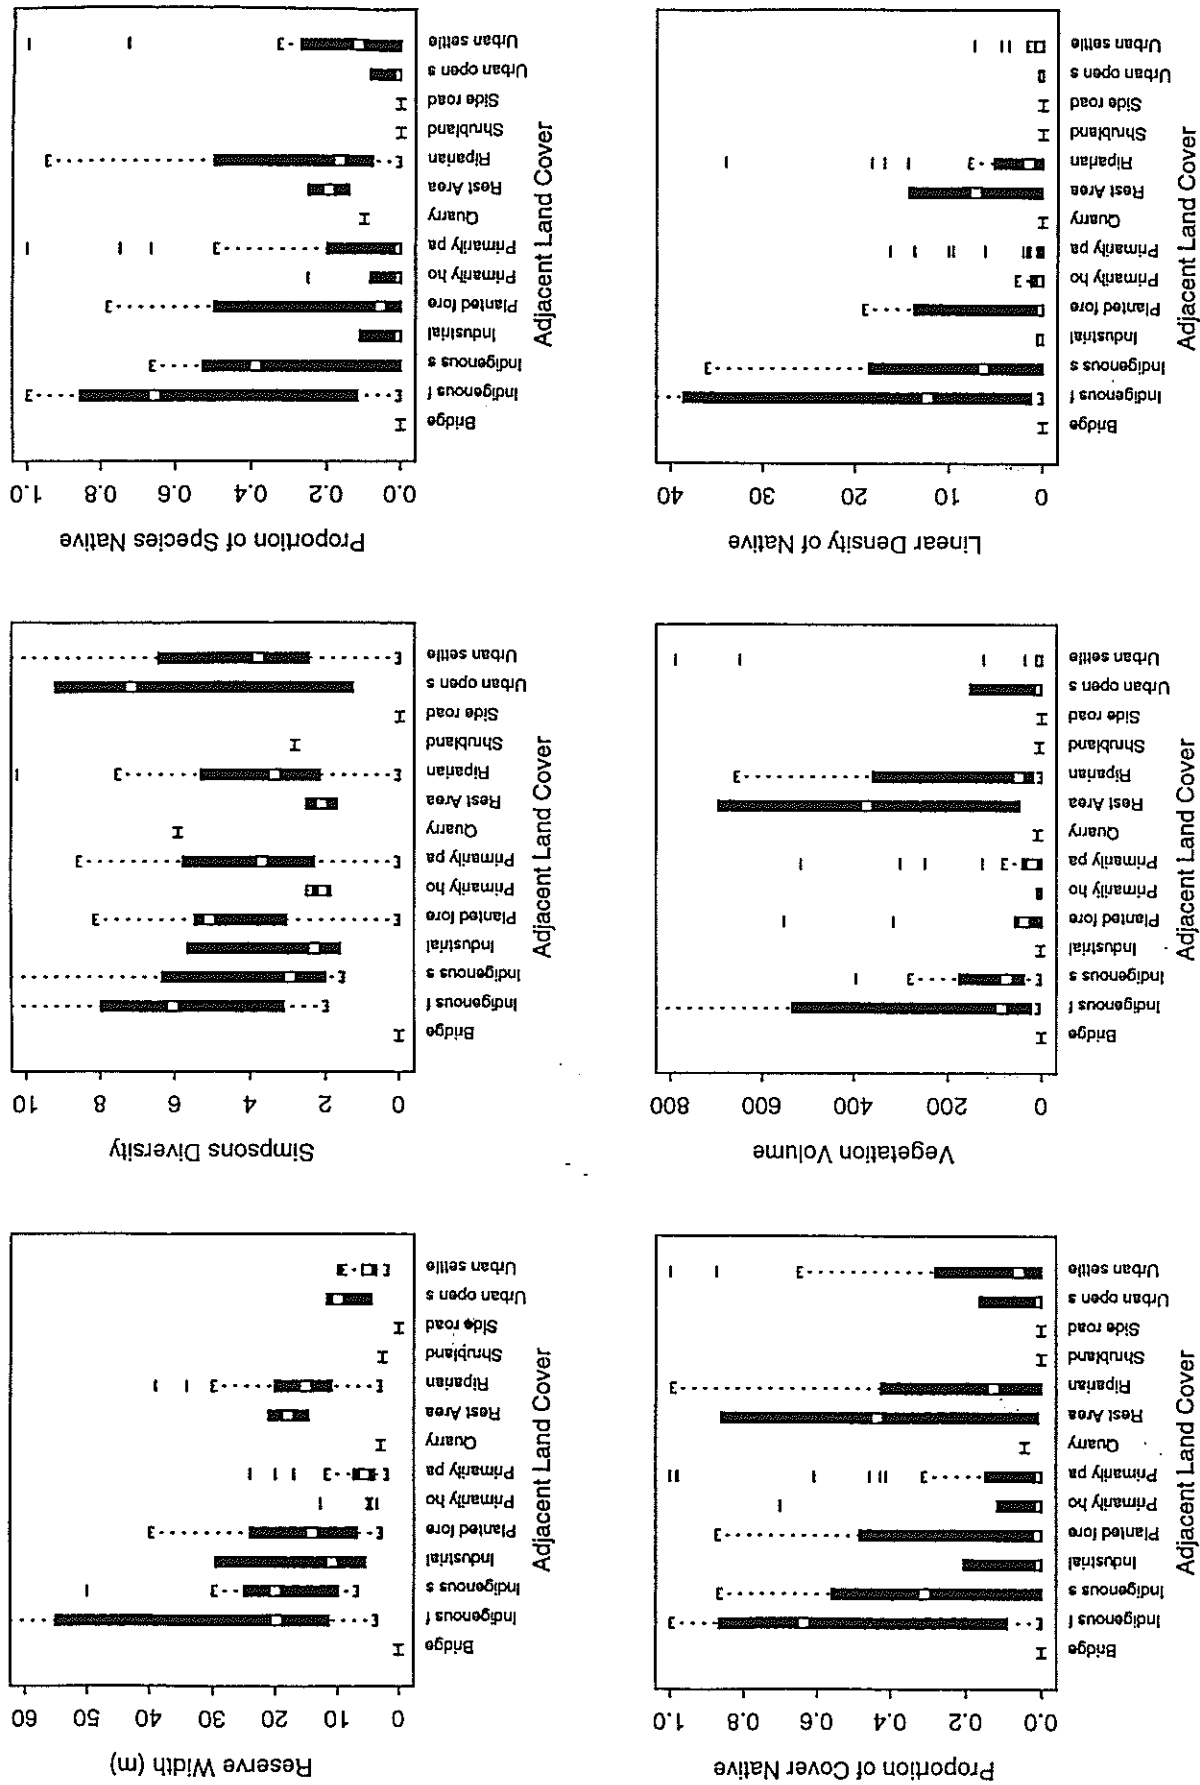 Reserve Width (m)
60
50
40
30
20
10
0
Bridge
Indigenous f
Indigenous s
Industrial
Planted fore
Primarily ho
Primarily pa
Quarry
Rest Area
Riparian
Shrubland
Side road
Urban open s
Urban settle
Adjacent Land Cover
Simpsons Diversity
10
8
6
4
2
0
Bridge
Indigenous f
Indigenous s
Industrial
Planted fore
Primarily ho
Primarily pa
Quarry
Rest Area
Riparian
Shrubland
Side road
Urban open s
Urban settle
Adjacent Land Cover
Proportion of Species Native
1.0
0.8
0.6
0.4
0.2
0.0
Bridge
Indigenous f
Indigenous s
Industrial
Planted fore
Primarily ho
Primarily pa
Quarry
Rest Area
Riparian
Shrubland
Side road
Urban open s
Urban settle
Adjacent Land Cover
Proportion of Cover Native
1.0
0.8
0.6
0.4
0.2
0.0
Bridge
Indigenous f
Indigenous s
Industrial
Planted fore
Primarily ho
Primarily pa
Quarry
Rest Area
Riparian
Shrubland
Side road
Urban open s
Urban settle
Adjacent Land Cover
Vegetation Volume
800
600
400
200
0
Bridge
Indigenous f
Indigenous s
Industrial
Planted fore
Primarily ho
Primarily pa
Quarry
Rest Area
Riparian
Shrubland
Side road
Urban open s
Urban settle
Adjacent Land Cover
Linear Density of Native
40
30
20
10
0
Bridge
Indigenous f
Indigenous s
Industrial
Planted fore
Primarily ho
Primarily pa
Quarry
Rest Area
Riparian
Shrubland
Side road
Urban open s
Urban settle
Adjacent Land Cover